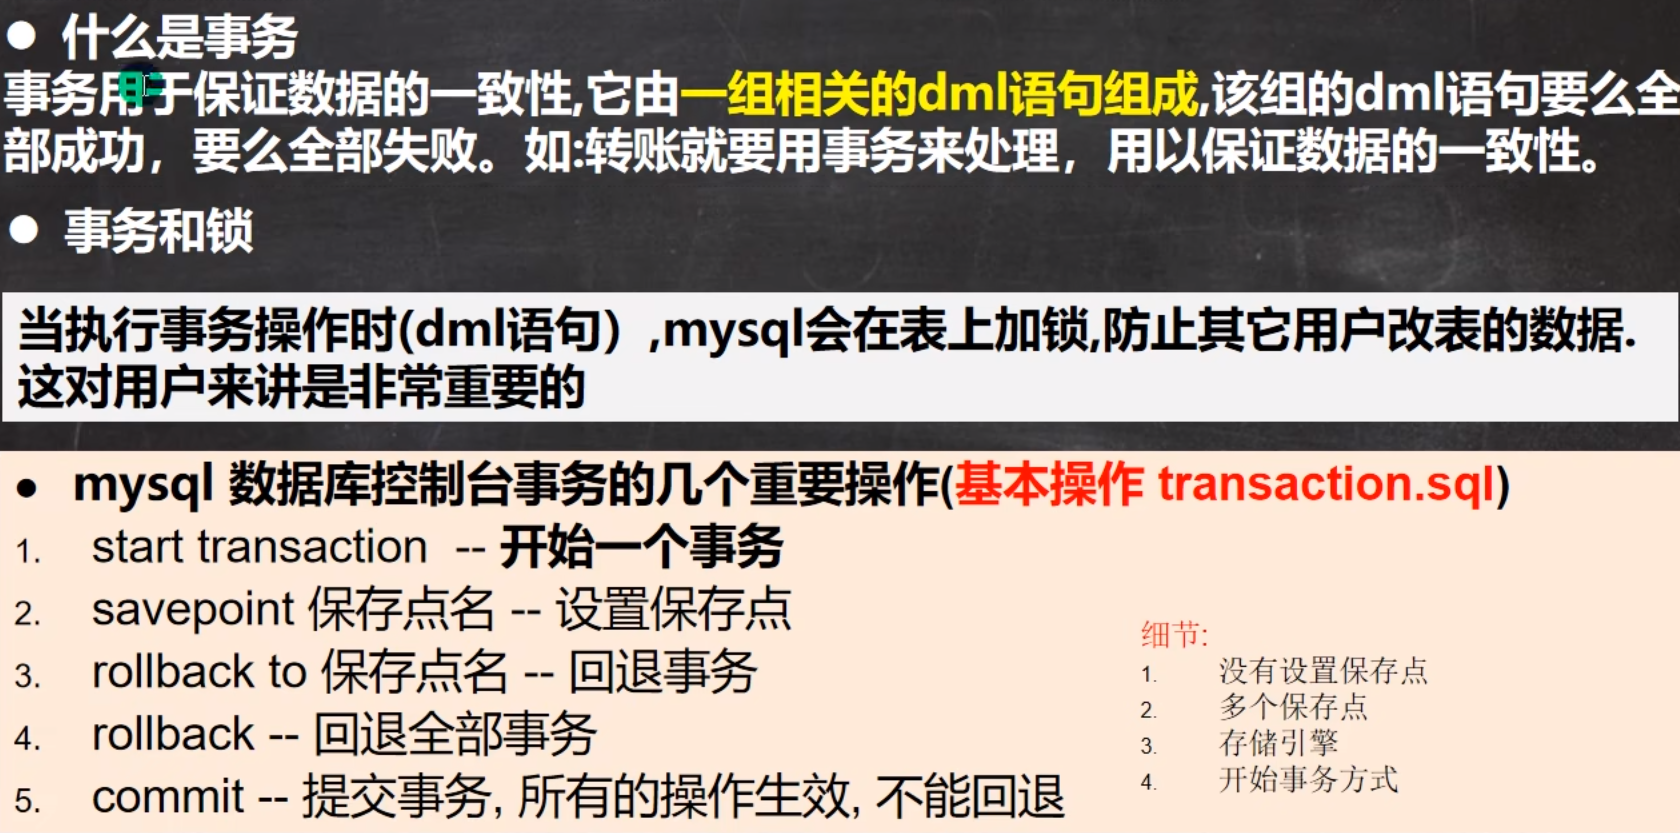 ● 什么是事务
事务用于保证数据的一致性,它由一组相关的dml语句组成,该组的dml语句要么全
部成功，要么全部失败。如:转账就要用事务来处理，用以保证数据的一致性。
● 事务和锁
当执行事务操作时(dml语句）,mysql会在表上加锁,防止其它用户改表的数据.
这对用户来讲是非常重要的
● mysql 数据库控制台事务的几个重要操作(基本操作 transaction.sql)
1. start transaction -- 开始一个事务
2. savepoint 保存点名 -- 设置保存点
3. rollback to 保存点名 -- 回退事务
4. rollback -- 回退全部事务
5. commit -- 提交事务, 所有的操作生效, 不能回退
细节:
1. 没有设置保存点
2. 多个保存点
3. 存储引擎
4. 开始事务方式